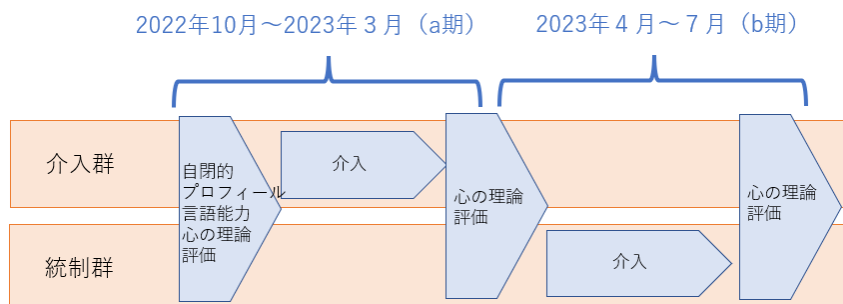 2022年10月～2023年３月（a期）
2023年４月～７月（b期）
介入群
自閉的
プロフィール
言語能力
心の理論
評価
介入
心の理論
評価
心の理論
評価
統制群
介入